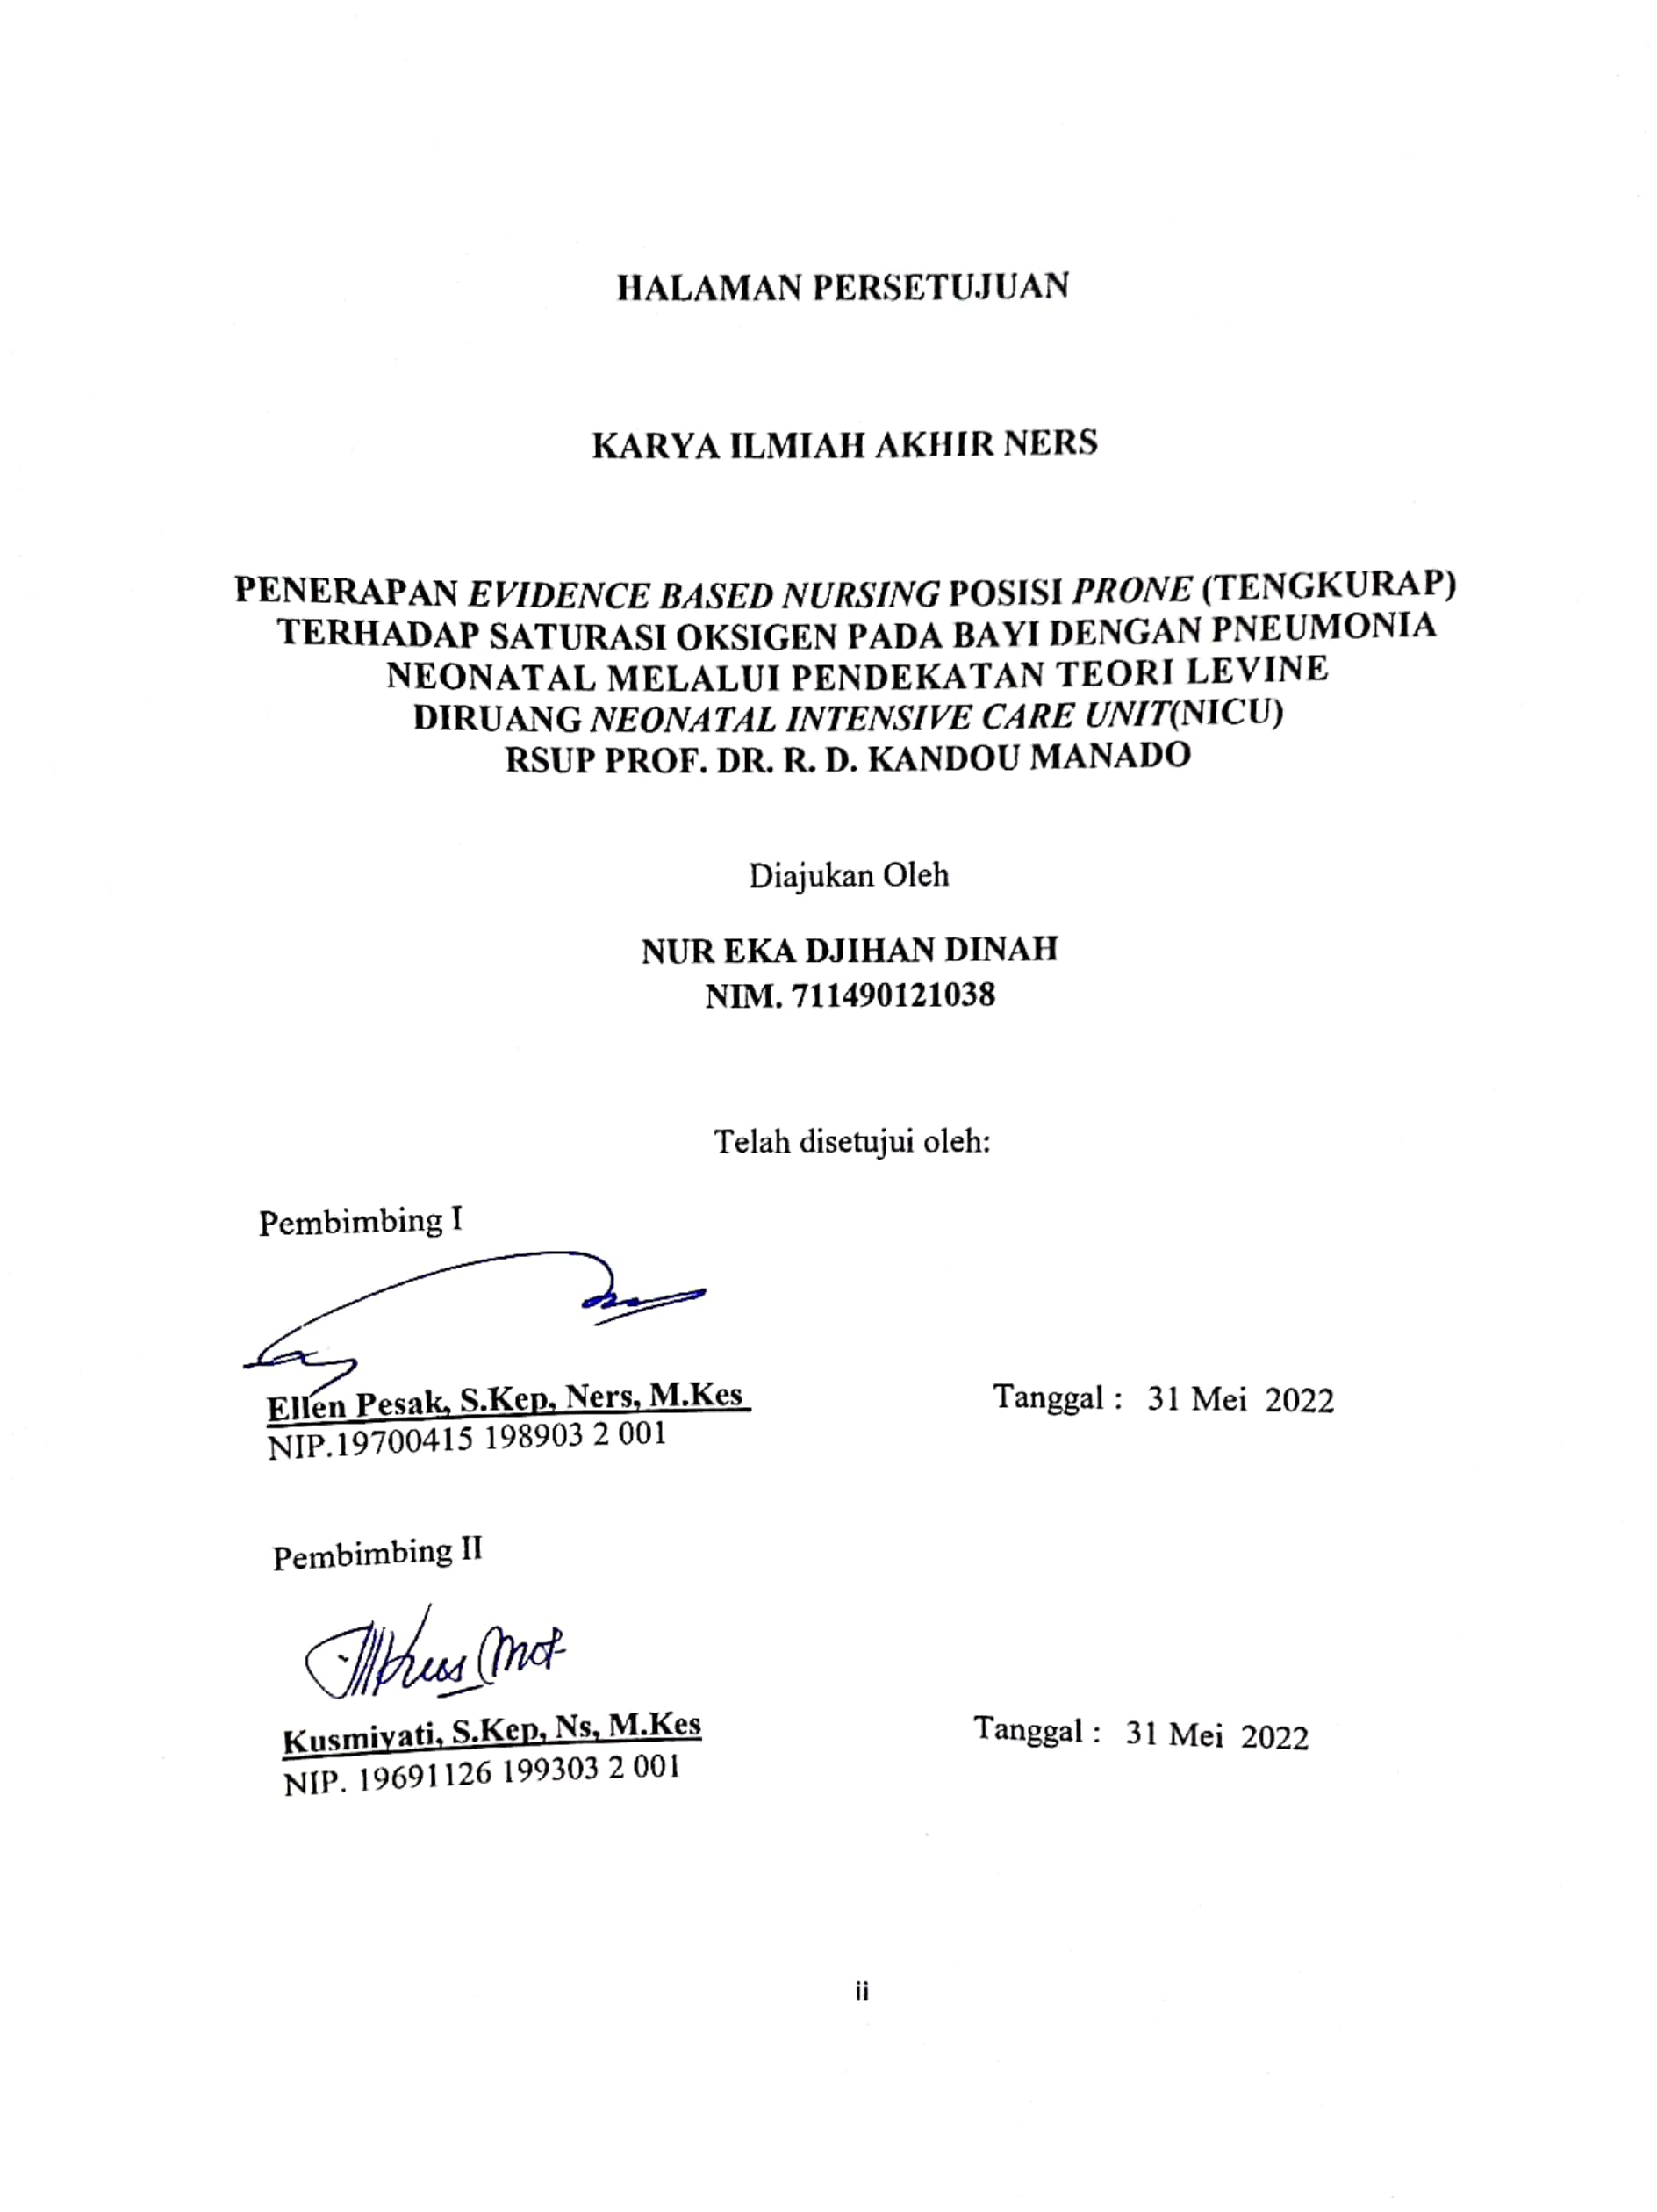 HALAMAN PERSETUJUAN
KARYA ILMIAH AKHIR NERS
PENERAPAN EVIDENCE BASED NURSING POSISI PRONE (TENGKURAP)
TERHADAP SATURASI OKSIGEN PADA BAYI DENGAN PNEUMONIA
NEONATAL MELALUI PENDEKATAN TEORI LEVINE
DIRUANG NEONATAL INTENSIVE CARE UNIT(NICU)
RSUP PROF. DR. R. D. KANDOU MANADO
Diajukan Oleh
NUR EKA DJIHAN DINAH
NIM. 711490121038
Telah disetujui oleh:
Pembimbing I
Ellen Pesak, S.Kep, Ners, M.Kes
NIP.19700415 198903 2 001
Tanggal : 31 Mei 2022
Pembimbing II
Kusmiyati, S.Kep, Ns, M.Kes
NIP. 19691126 199303 2 001
Tanggal : 31 Mei 2022
ii